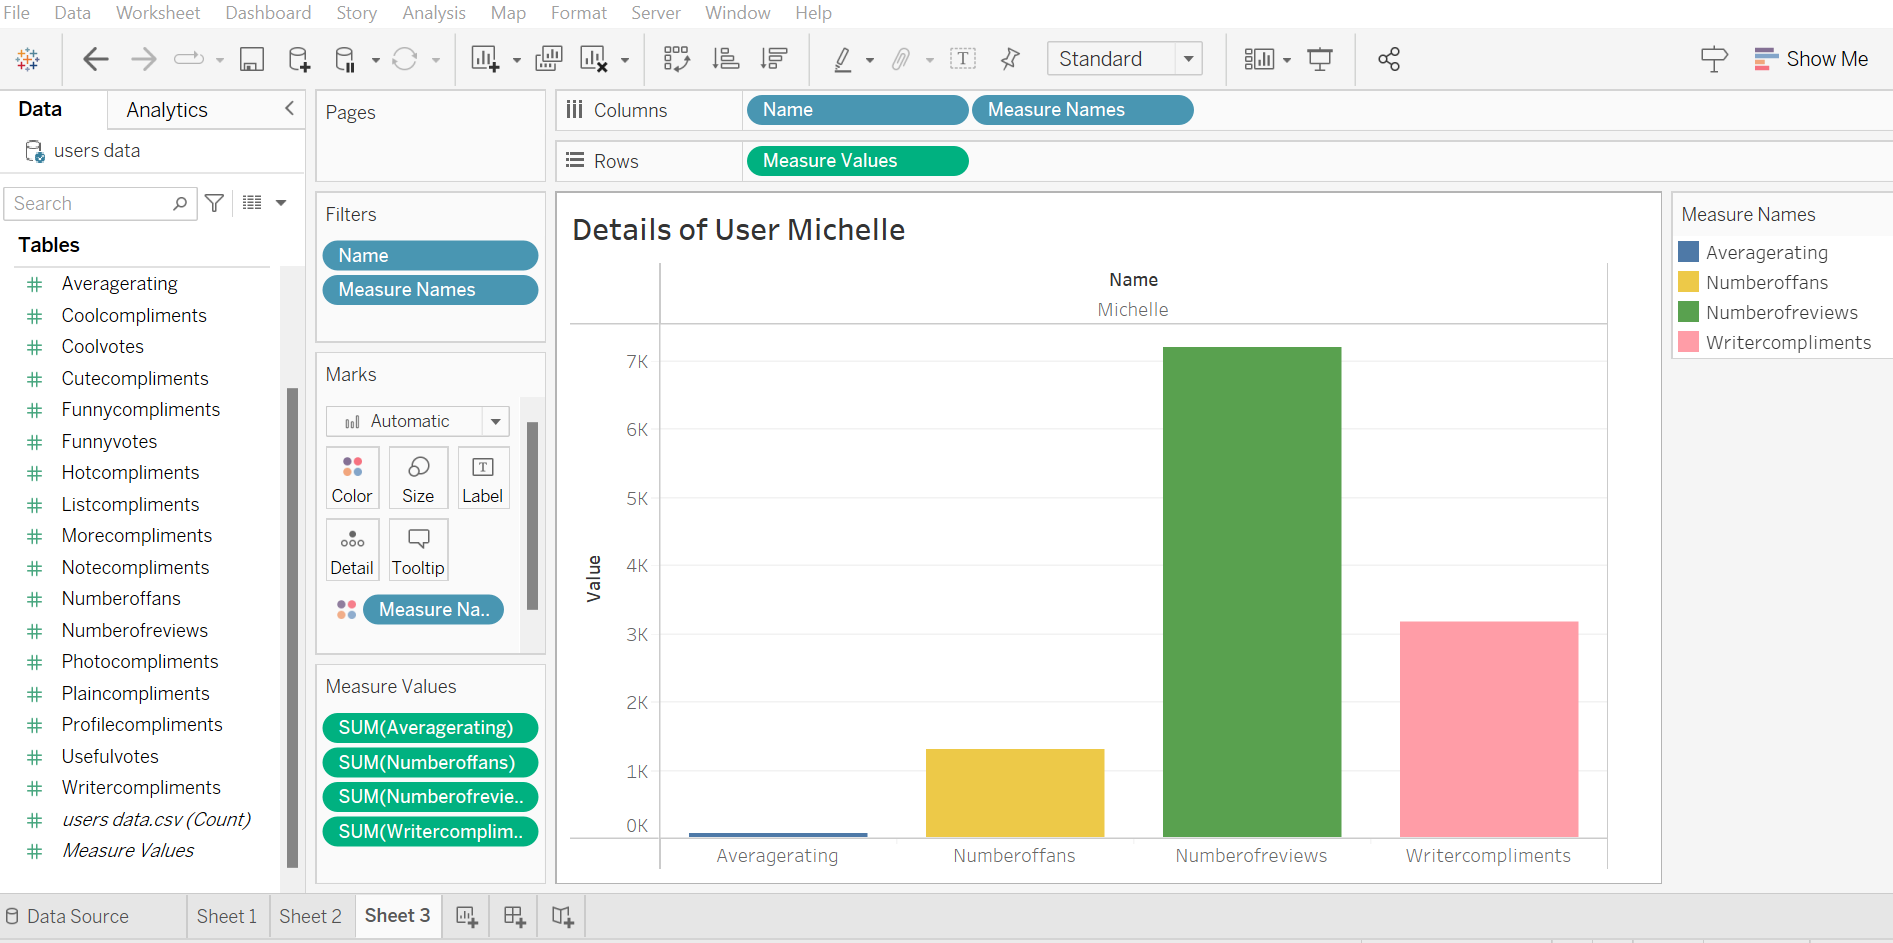 File Data Worksheet Dashboard Story Analysis Map Format Server Window Help
Standard
Show Me
Data Analytics
users data
Search
Tables
Averagerating
Coolcompliments
Coolvotes
Cutecompliments
Funnycompliments
Funnyvotes
Hotcompliments
Listcompliments
Morecompliments
Notecompliments
Numberoffans
Numberofreviews
Photocompliments
Plaincompliments
Profilecompliments
Usefulvotes
Writercompliments
users data.csv (Count)
Measure Values
Pages
Filters
Name
Measure Names
Marks
Automatic
Color Size Label
Detail Tooltip
Measure Na..
Measure Values
SUM(Averagerating)
SUM(Numberoffans)
SUM(Numberofrevie..
SUM(Writercomplim..
Columns Name Measure Names
Rows Measure Values
Details of User Michelle
Name
Michelle
Value
7K
6K
5K
4K
3K
2K
1K
0K
Averagerating Numberoffans Numberofreviews Writercompliments
Measure Names
Averagerating
Numberoffans
Numberofreviews
Writercompliments
Data Source Sheet 1 Sheet 2 Sheet 3